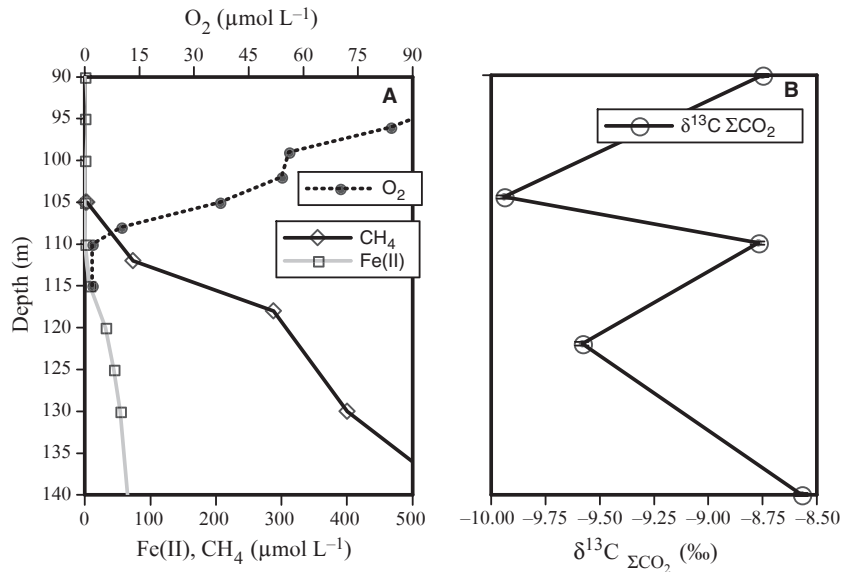 O₂ (µmol L⁻¹)
0 15 30 45 60 75 90
A
90
95
100
105
110
115
120
125
130
135
140
Depth (m)
O₂
CH₄
Fe(II)
0 100 200 300 400 500
Fe(II), CH₄ (µmol L⁻¹)
B
δ¹³C ΣCO₂
–10.00 –9.75 –9.50 –9.25 –9.00 –8.75 –8.50
δ¹³C ΣCO₂ (‰)